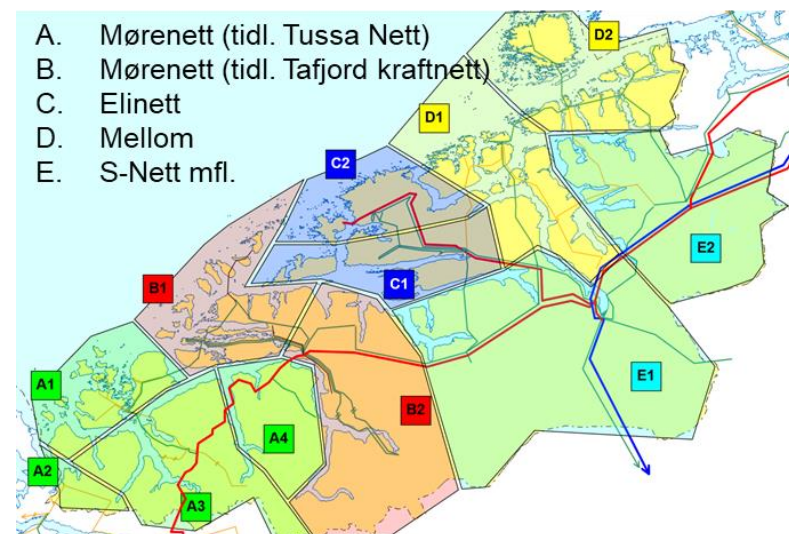 A. Mørenett (tidl. Tussa Nett)
B. Mørenett (tidl. Tafjord kraftnett)
C. Elinett
D. Mellom
E. S-Nett mfl.
D2
D1
C2
E2
B1
C1
A1
E1
B2
A4
A2
A3